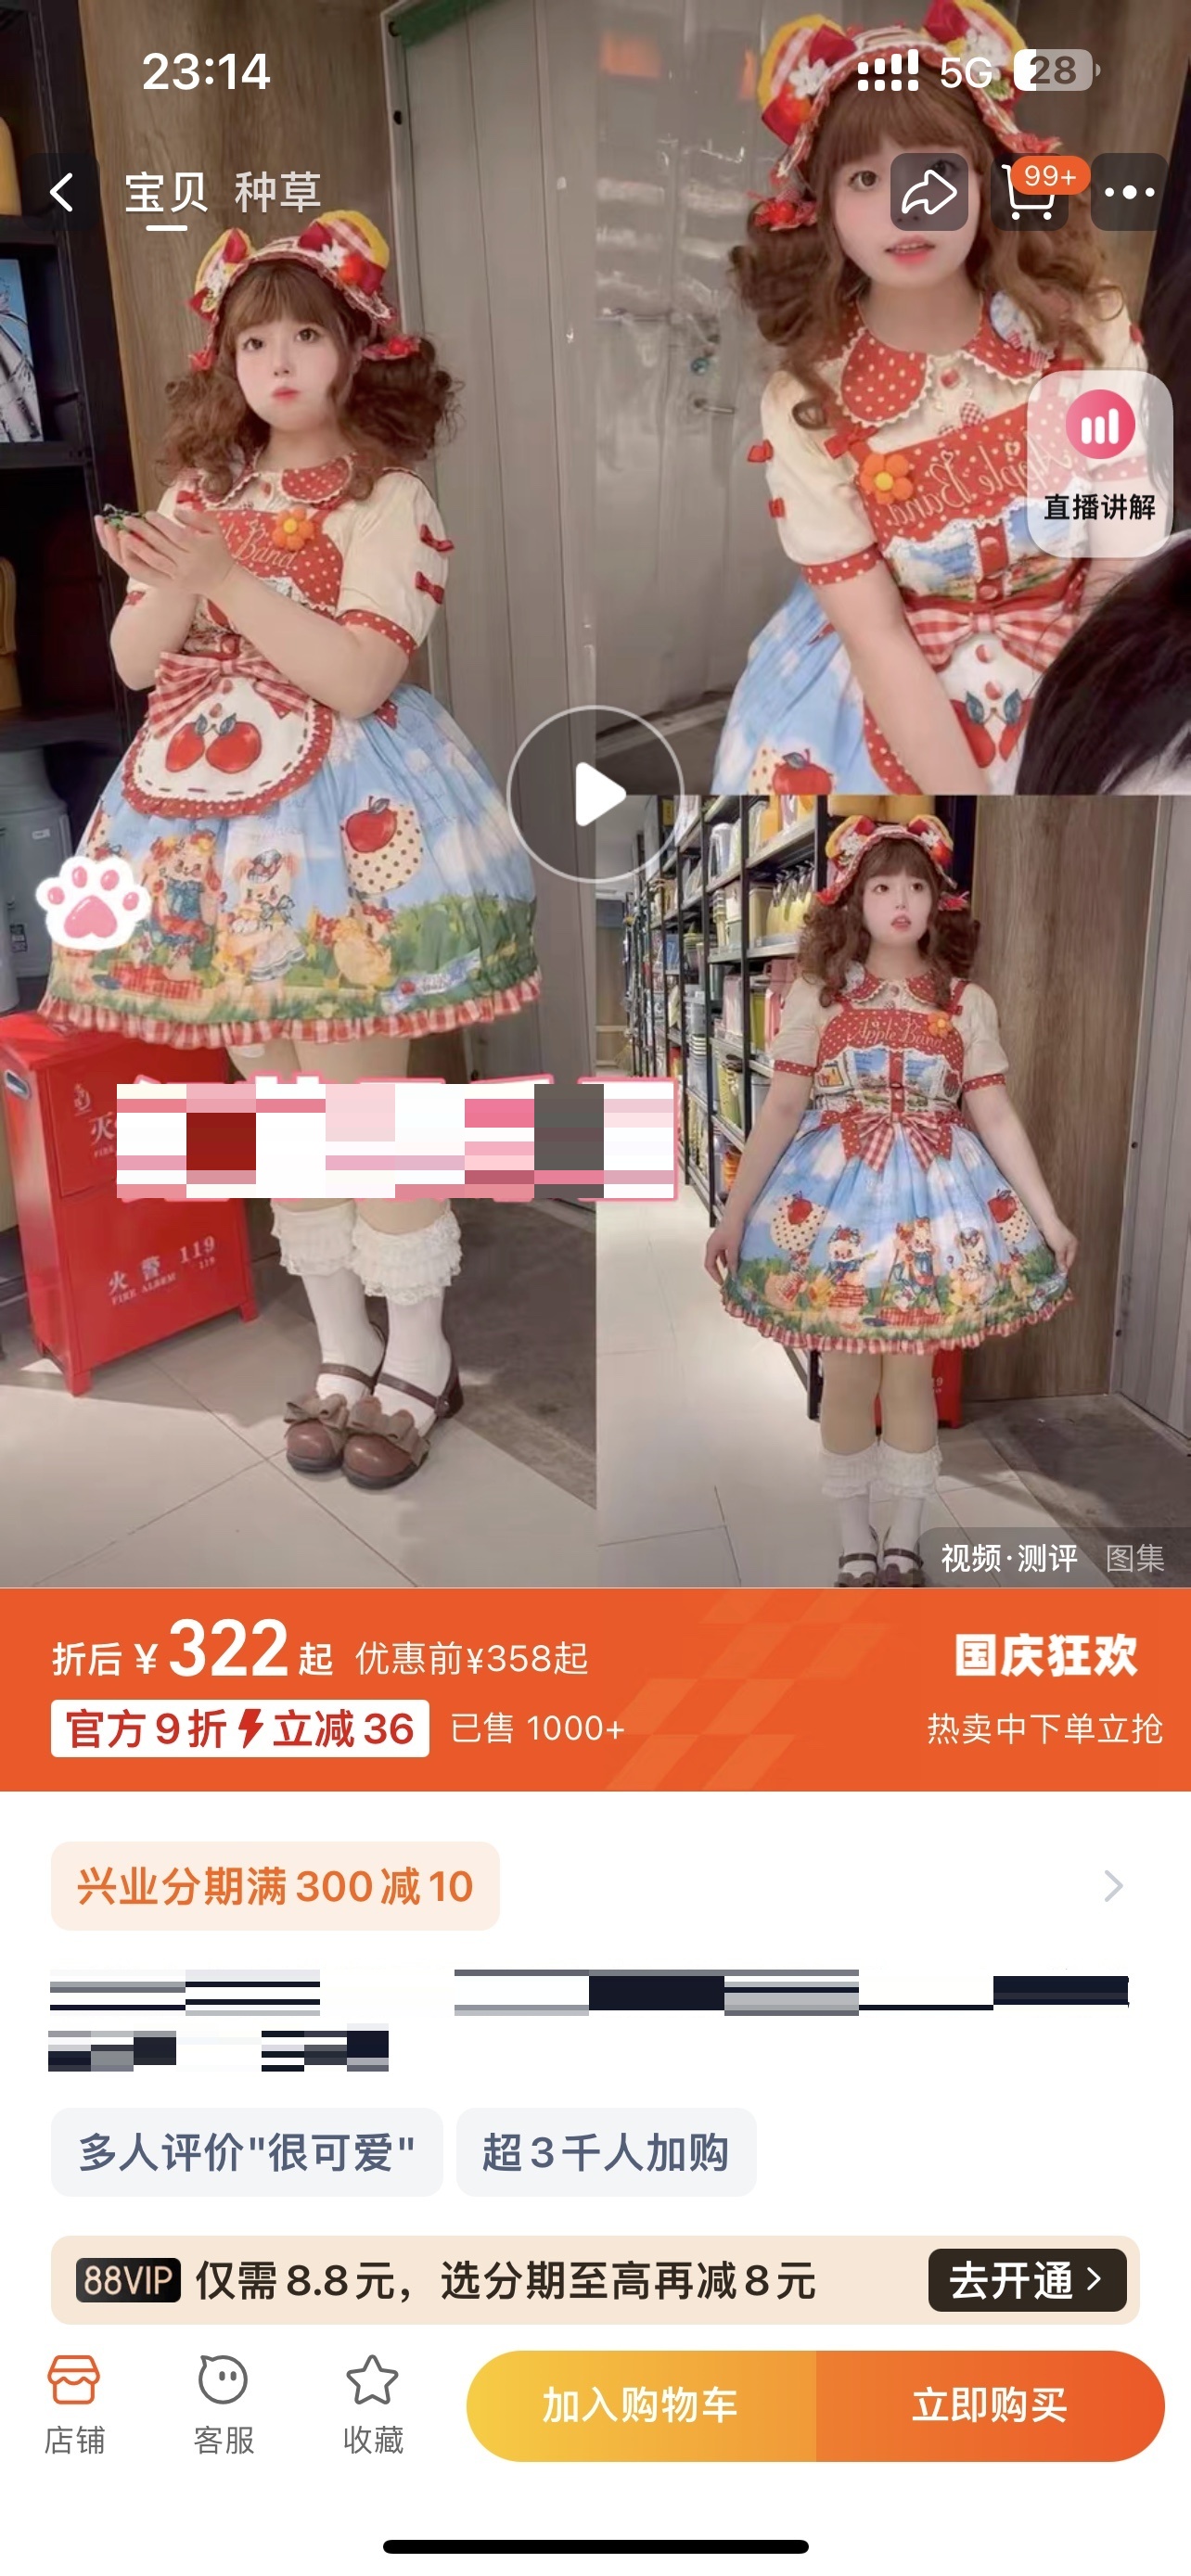 23:14
5G 28
宝贝 种草
99+
Apple Band
直播讲解
Apple Band
火警 119
FIRE ALARM 119
视频·测评 图集
折后 ¥322起 优惠前¥358起
国庆狂欢
官方9折立减36 已售 1000+
热卖中下单立抢
兴业分期满300减10
多人评价"很可爱" 超3千人加购
88VIP 仅需8.8元，选分期至高再减8元 去开通
店铺 客服 收藏 加入购物车 立即购买